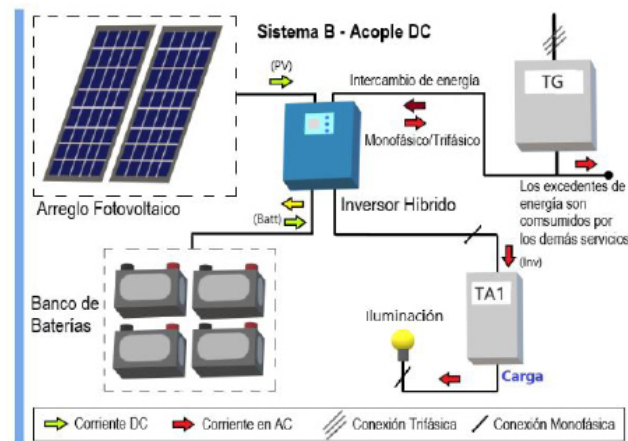 Sistema B - Acople DC
(PV)
Intercambio de energía
TG
Monofásico/Trifásico
Arreglo Fotovoltaico
Inversor Hibrido
(Batt)
Los excedentes de
energía son
comsumidos por
los demás servicios
(Inv)
Banco de
Baterías
Iluminación
TA1
Carga
Corriente DC
Corriente en AC
Conexión Trifásica
Conexión Monofásica